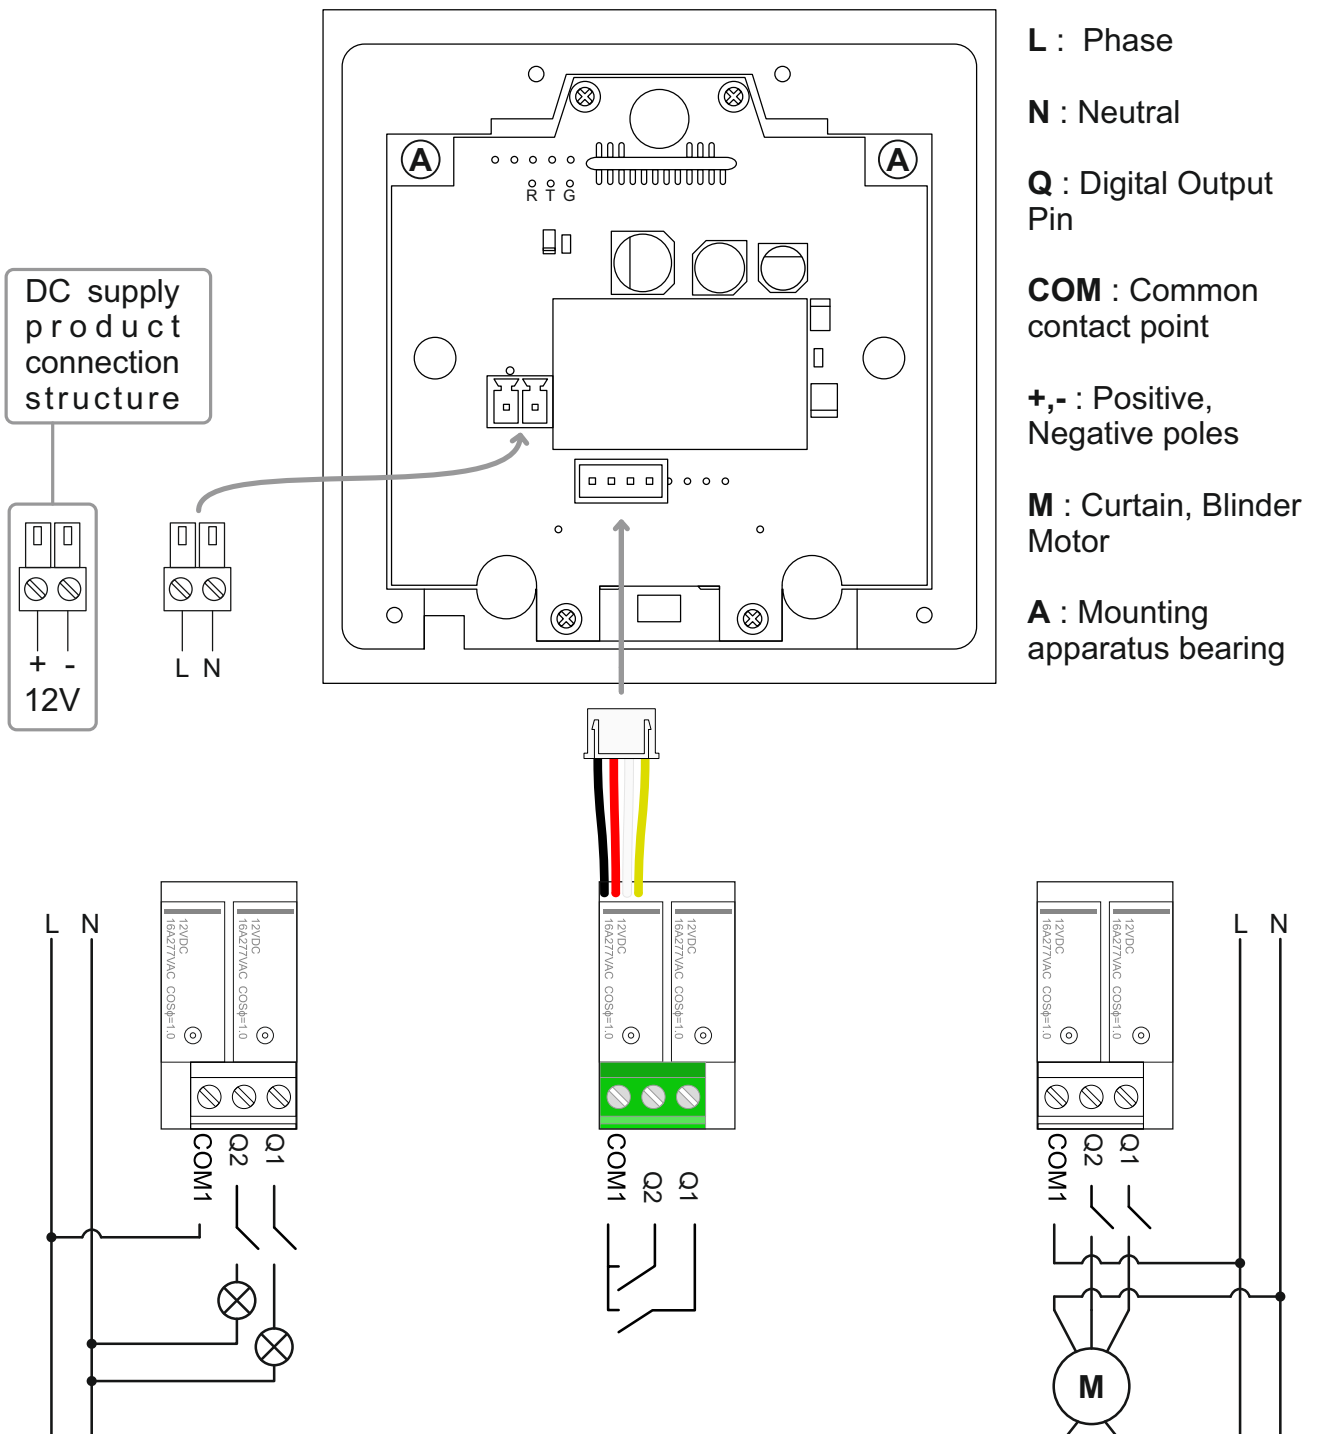 L : Phase
N : Neutral
Q : Digital Output
Pin
COM : Common
contact point
+,- : Positive,
Negative poles
M : Curtain, Blinder
Motor
A : Mounting
apparatus bearing
A
A
R T G
DC supply
product
connection
structure
+ -
12V
L N
L N
12VDC
16A277VAC COSϕ=1.0
12VDC
16A277VAC COSϕ=1.0
COM1
Q2
Q1
12VDC
16A277VAC COSϕ=1.0
12VDC
16A277VAC COSϕ=1.0
COM1
Q2
Q1
12VDC
16A277VAC COSϕ=1.0
12VDC
16A277VAC COSϕ=1.0
COM1
Q2
Q1
L N
M